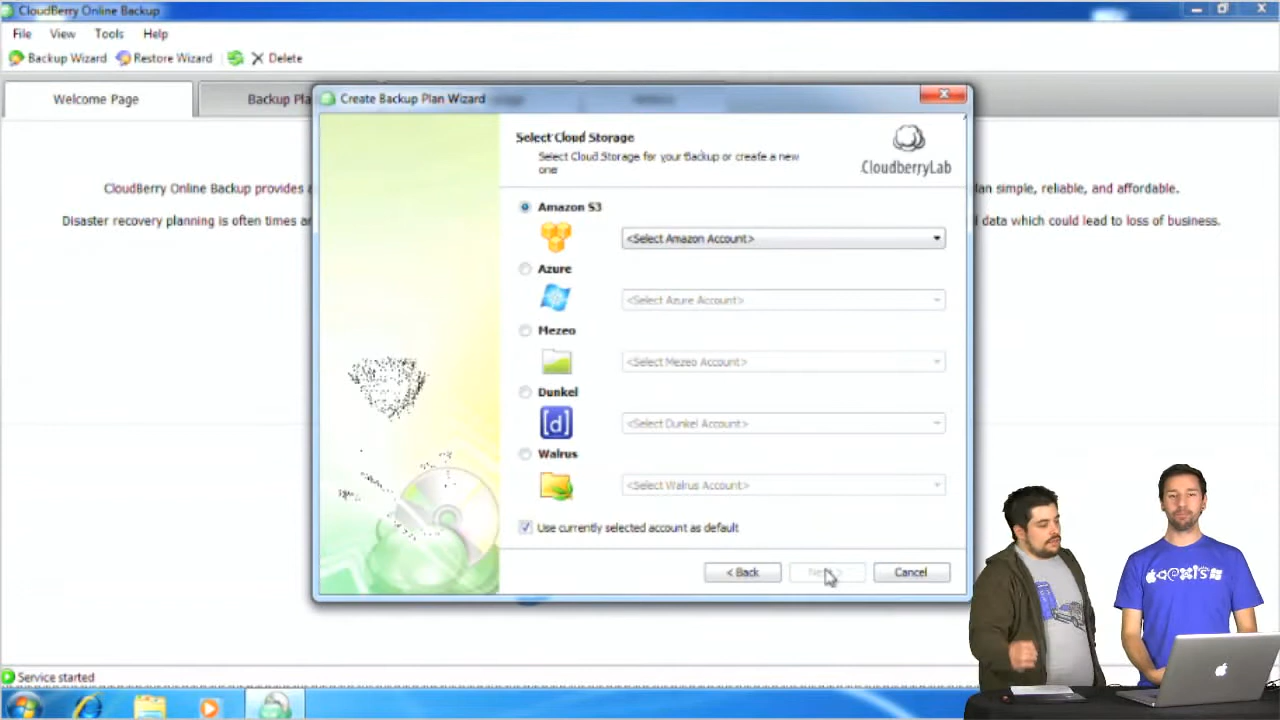 CloudBerry Online Backup
File View Tools Help
Backup Wizard Restore Wizard Delete
Welcome Page
Backup Pla
Create Backup Plan Wizard
Select Cloud Storage
Select Cloud Storage for your Backup or create a new
one
CloudberryLab
CloudBerry Online Backup provides a
an simple, reliable, and affordable.
Disaster recovery planning is often times a
l data which could lead to loss of business.
Amazon S3
<Select Amazon Account>
Azure
<Select Azure Account>
Mezeo
<Select Mezeo Account>
Dunkel
[d]
<Select Dunkel Account>
Walrus
<Select Walrus Account>
Use currently selected account as default
< Back
Cancel
Service started